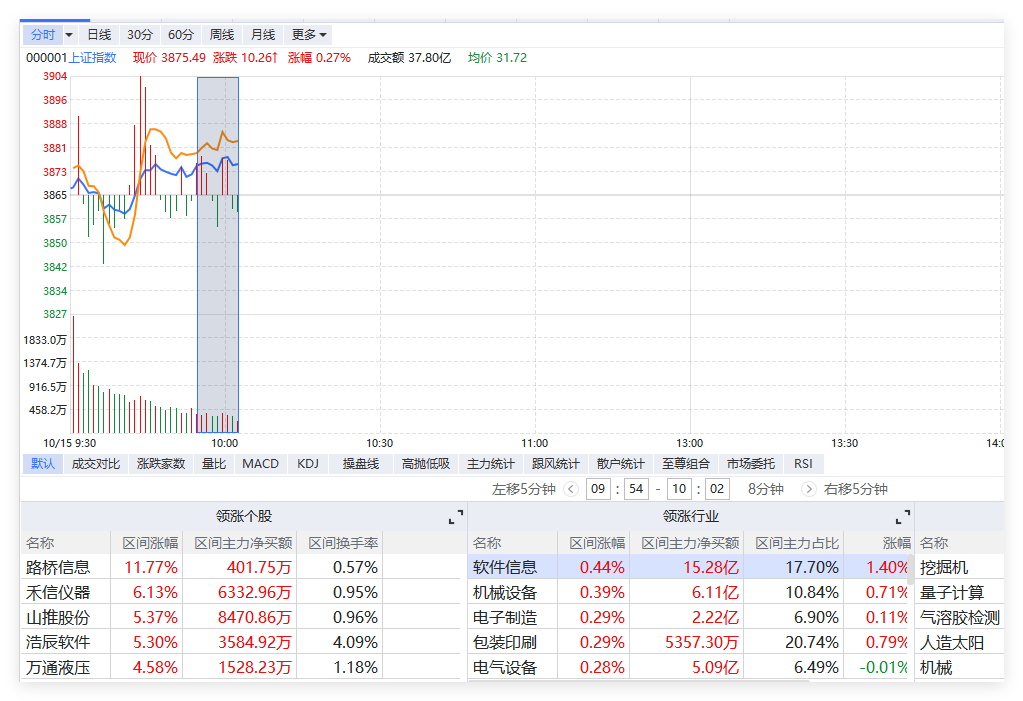 分时 日线 30分 60分 周线 月线 更多
000001上证指数 现价 3875.49 涨跌 10.26↑ 涨幅 0.27% 成交额 37.80亿 均价 31.72
3904
3896
3888
3881
3873
3865
3857
3850
3842
3834
3827
1833.0万
1374.7万
916.5万
458.2万
10/15 9:30 10:00 10:30 11:00 13:00 13:30 14:0
默认 成交对比 涨跌家数 量比 MACD KDJ 操盘线 高抛低吸 主力统计 跟风统计 散户统计 至尊组合 市场委托 RSI
左移5分钟 09 : 54 - 10 : 02 8分钟 右移5分钟
领涨个股 领涨行业
名称 区间涨幅 区间主力净买额 区间换手率 名称 区间涨幅 区间主力净买额 区间主力占比 涨幅 名称
路桥信息 11.77% 401.75万 0.57% 软件信息 0.44% 15.28亿 17.70% 1.40% 挖掘机
禾信仪器 6.13% 6332.96万 0.95% 机械设备 0.39% 6.11亿 10.84% 0.71% 量子计算
山推股份 5.37% 8470.86万 0.96% 电子制造 0.29% 2.22亿 6.90% 0.11% 气溶胶检测
浩辰软件 5.30% 3584.92万 4.09% 包装印刷 0.29% 5357.30万 20.74% 0.79% 人造太阳
万通液压 4.58% 1528.23万 1.18% 电气设备 0.28% 5.09亿 6.49% -0.01% 机械